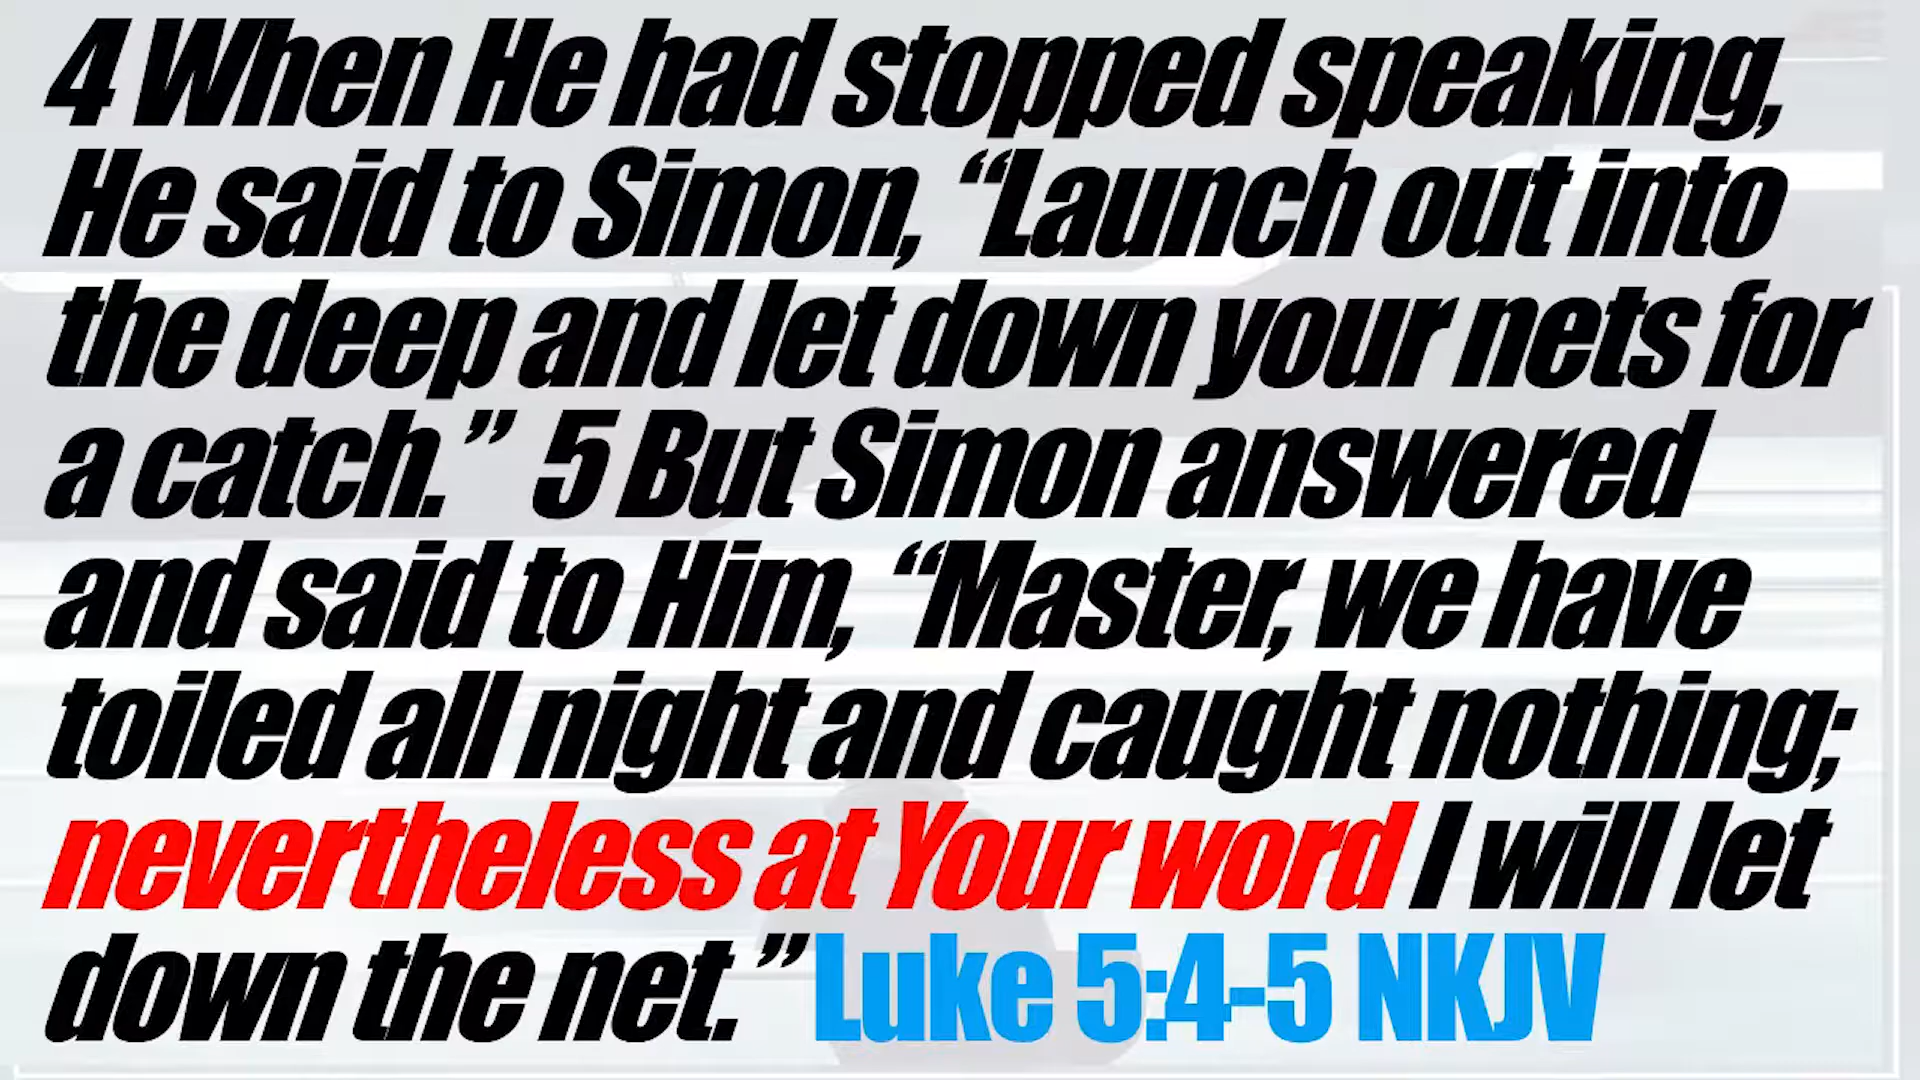 4 When He had stopped speaking,
He said to Simon, “Launch out into
the deep and let down your nets for
a catch.” 5 But Simon answered
and said to Him, “Master, we have
toiled all night and caught nothing;
nevertheless at Your word I will let
down the net.” Luke 5:4-5 NKJV